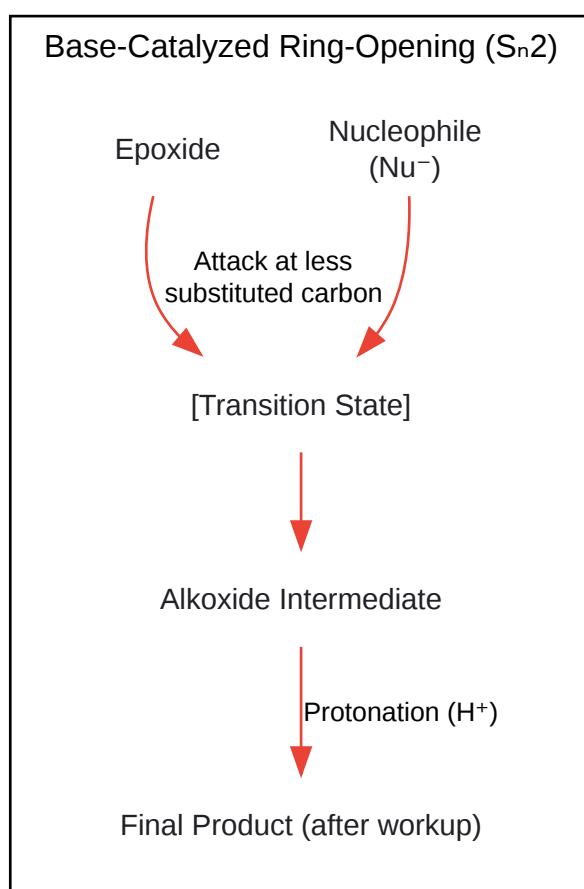 Base-Catalyzed Ring-Opening (Sₙ2)
Epoxide
Nucleophile
(Nu⁻)
Attack at less
substituted carbon
[Transition State]
Alkoxide Intermediate
Protonation (H⁺)
Final Product (after workup)